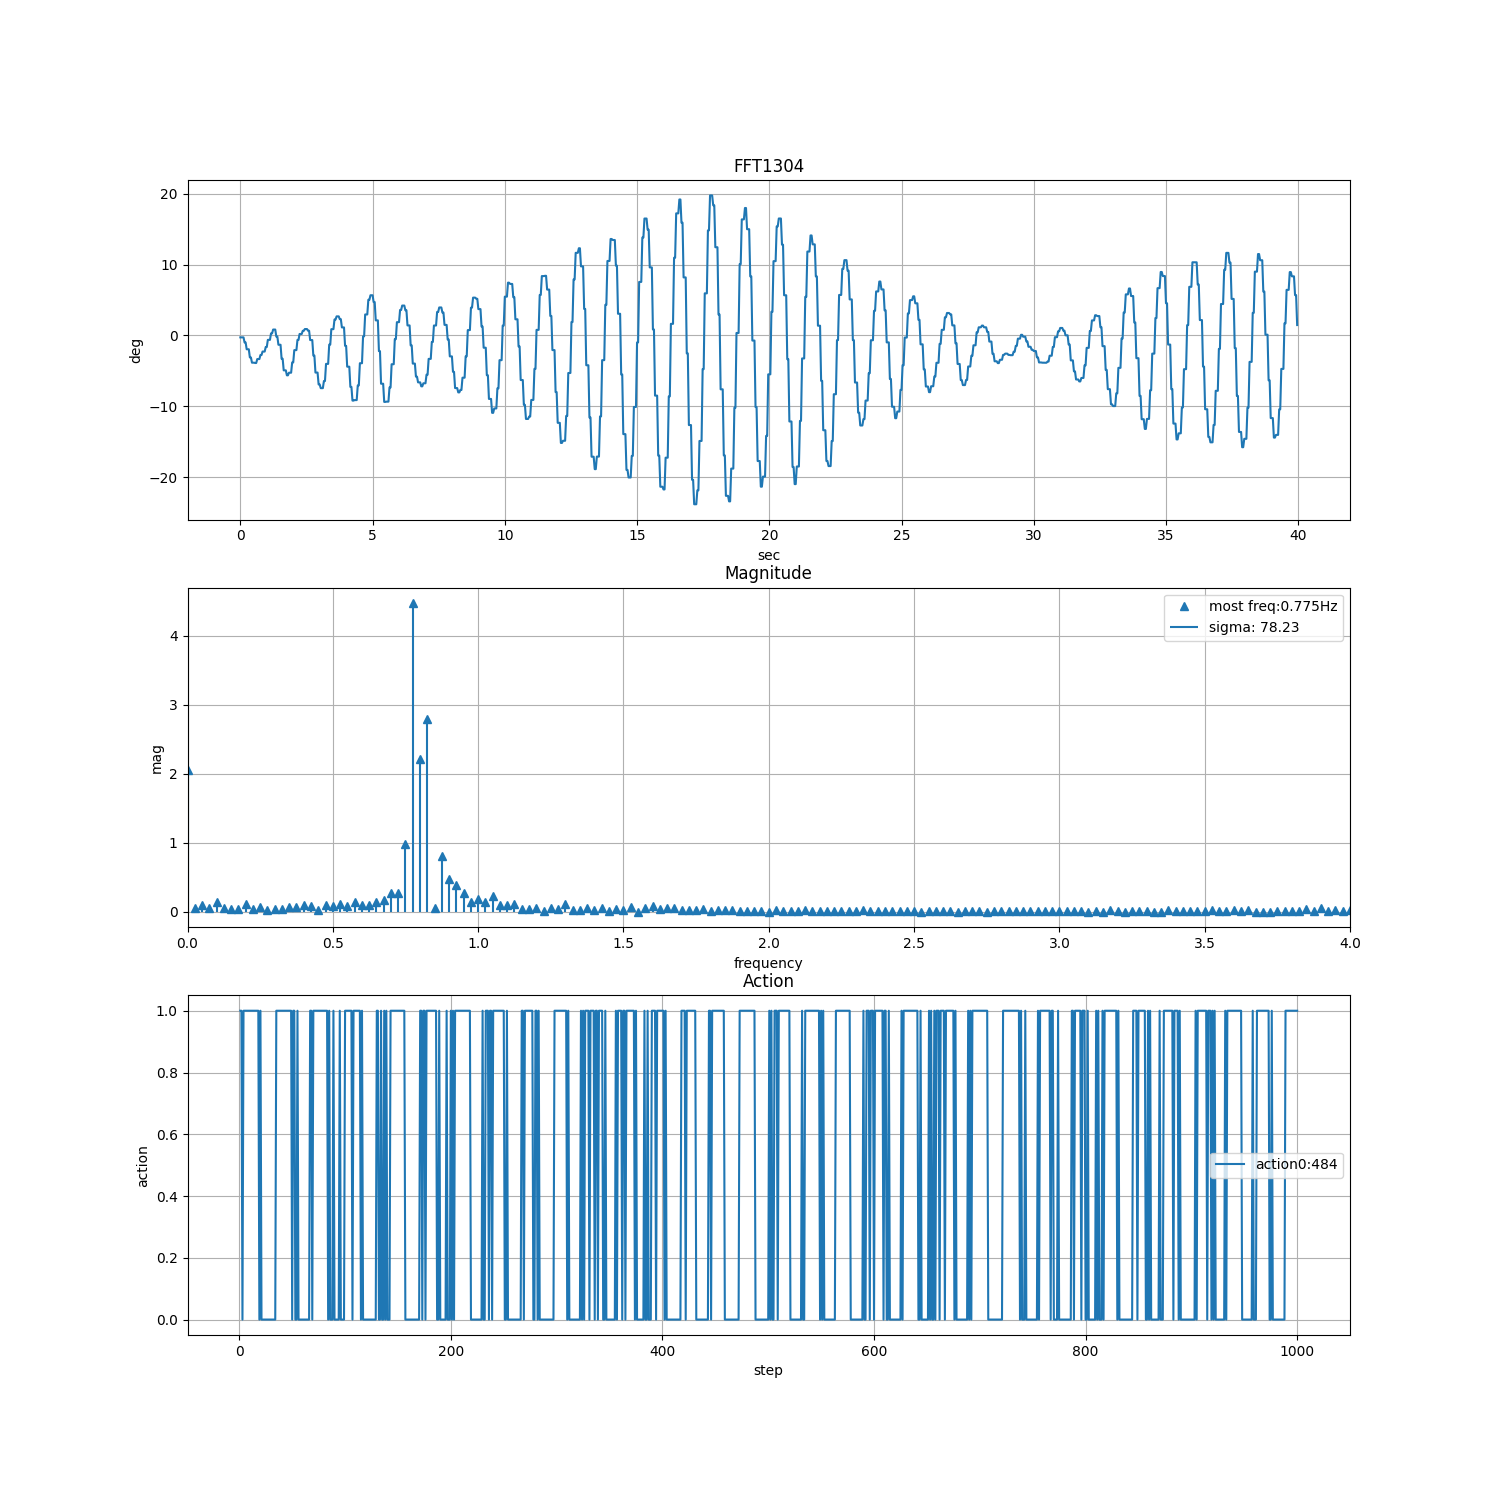 FFT1304
20
10
0
−10
−20
deg
0 5 10 15 20 25 30 35 40
sec
Magnitude
most freq:0.775Hz
sigma: 78.23
4
3
2
1
0
mag
0.0 0.5 1.0 1.5 2.0 2.5 3.0 3.5 4.0
frequency
Action
1.0
0.8
0.6
0.4
0.2
0.0
action
action0:484
0 200 400 600 800 1000
step